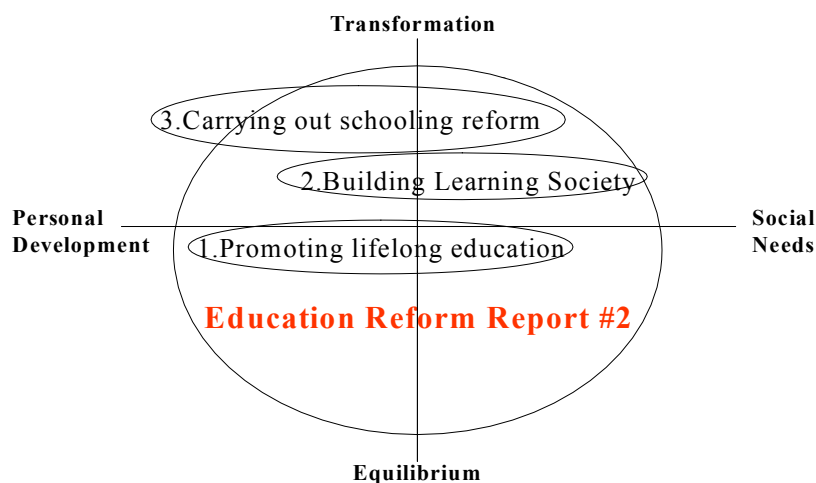 Transformation
3.Carrying out schooling reform
2.Building Learning Society
Personal
Development
Social
Needs
1.Promoting lifelong education
Education Reform Report #2
Equilibrium